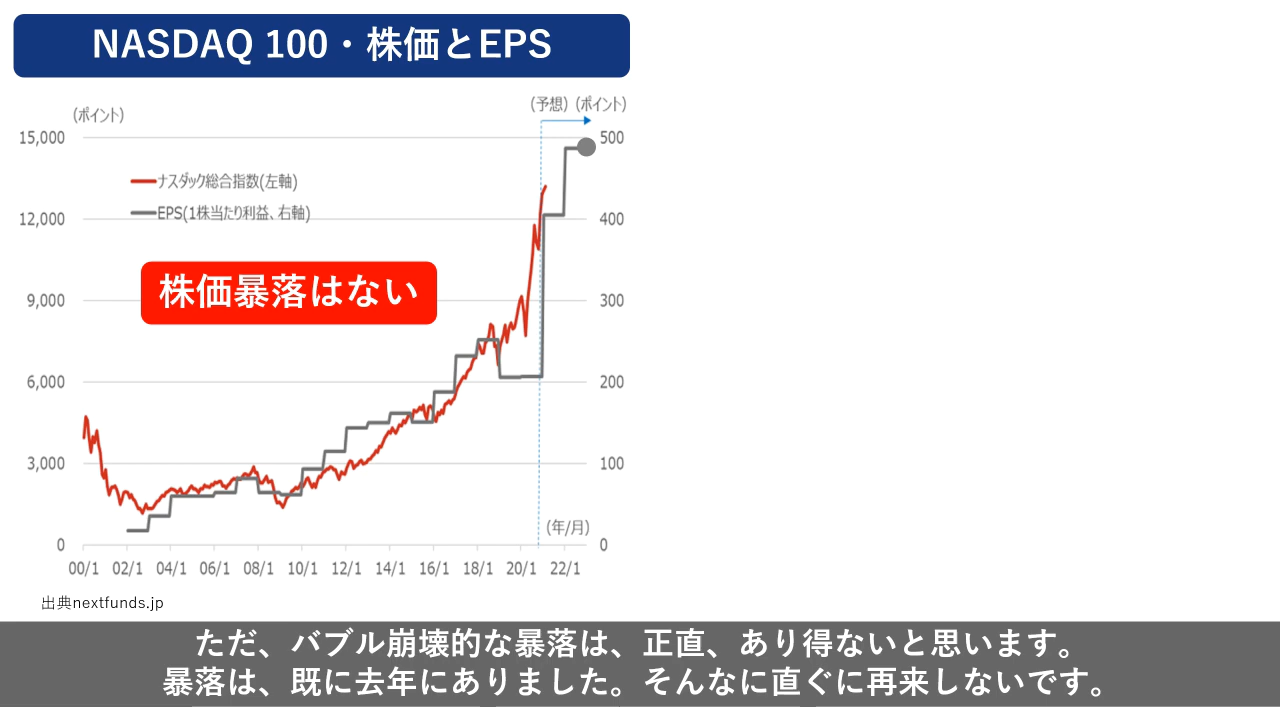 NASDAQ 100・株価とEPS
(ポイント)
(予想)(ポイント)
15,000
500
ナスダック総合指数(左軸)
EPS(1株当たり利益、右軸)
12,000
400
株価暴落はない
9,000
300
6,000
200
3,000
100
(年/月)
0
0
00/1 02/1 04/1 06/1 08/1 10/1 12/1 14/1 16/1 18/1 20/1 22/1
出典nextfunds.jp
ただ、バブル崩壊的な暴落は、正直、あり得ないと思います。
暴落は、既に去年にありました。そんなに直ぐに再来しないです。